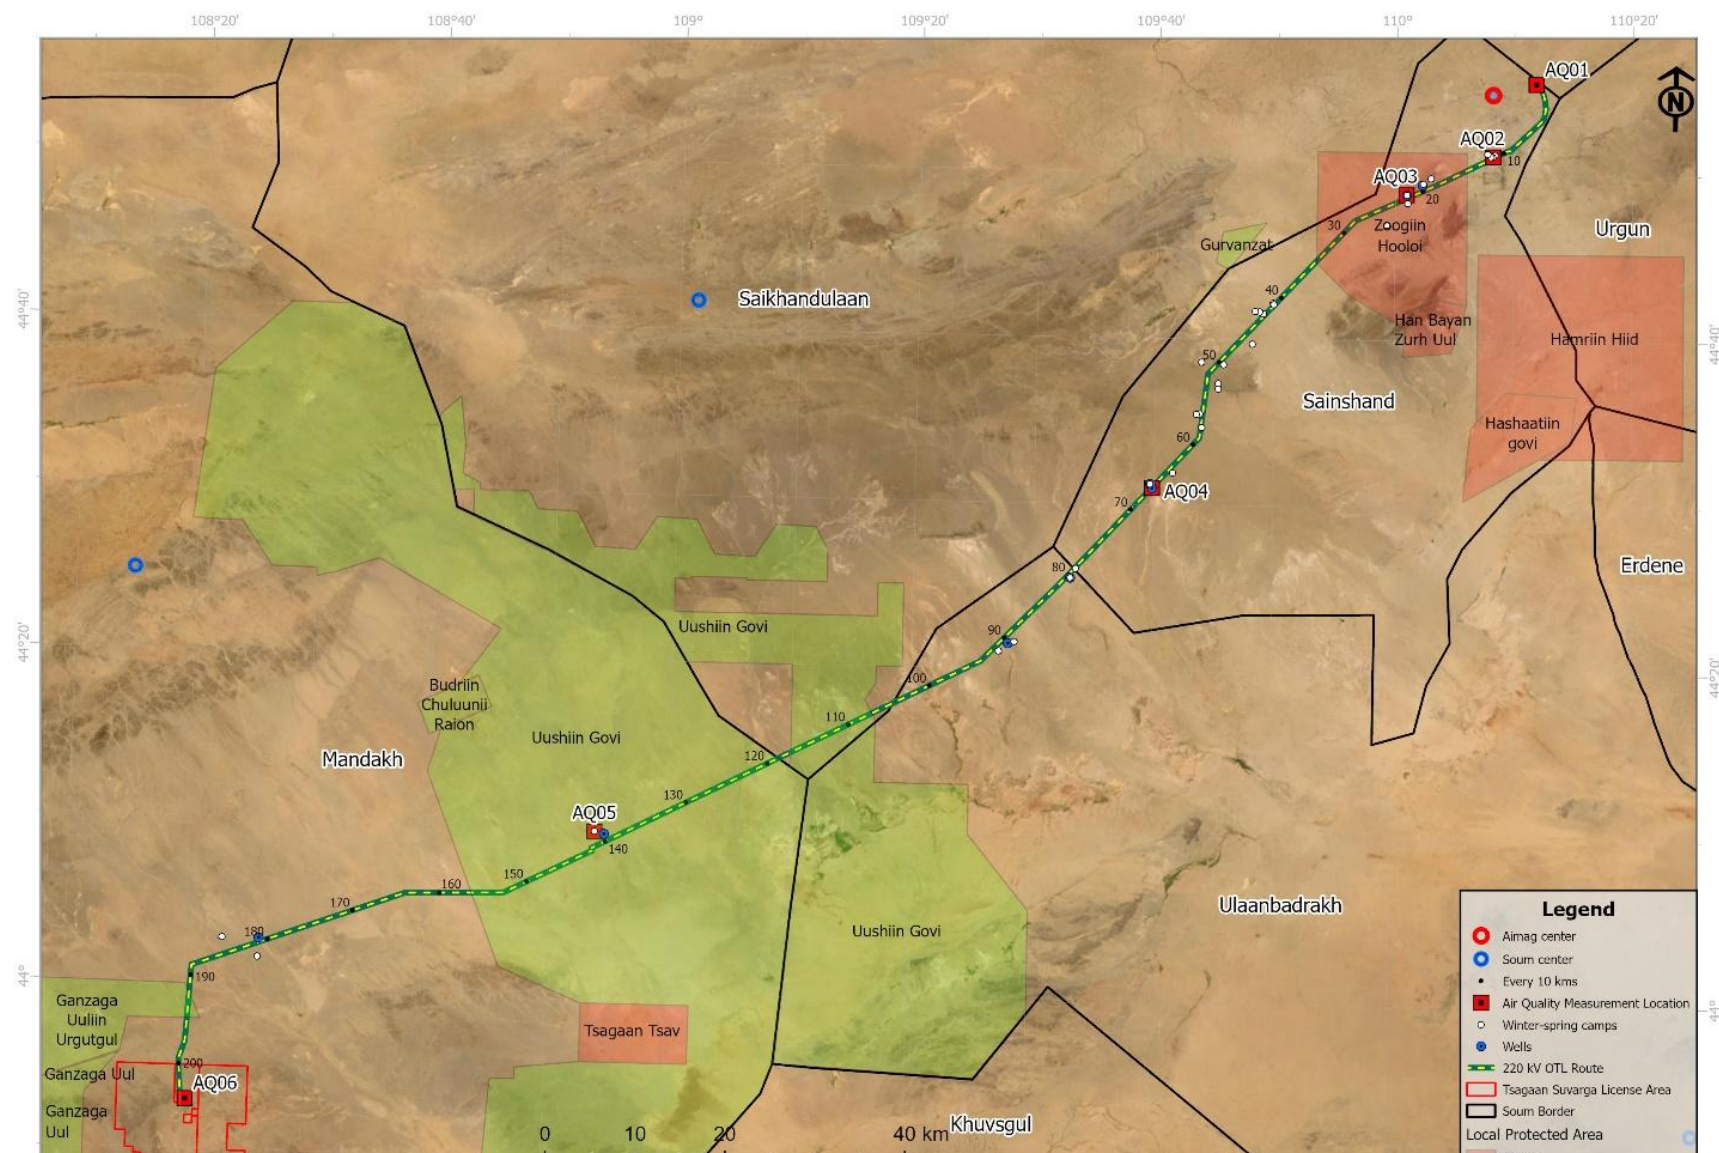 108°20'
108°40'
109°
109°20'
109°40'
110°
110°20'
AQ01
N
AQ02
10
AQ03
20
Zoogiin
Hooloi
30
Urgun
Gurvanzat
44°40'
Saikhandulaan
40
Han Bayan
Zurh Uul
Hamriin Hiid
44°40'
50
Sainshand
Hashaatiin
govi
60
AQ04
70
80
Erdene
Uushiin Govi
90
44°20'
44°20'
100
Budriin
Chuluunii
Raion
110
Uushiin Govi
Mandakh
120
130
AQ05
140
150
160
170
180
190
Ulaanbadrakh
Uushiin Govi
44°
44°
Ganzaga
Uuliin
Urgutgul
Tsagaan Tsav
200
Ganzaga Uul
AQ06
Ganzaga
Uul
Khuvsgul
0 10 20 40 km
Legend
Aimag center
Soum center
Every 10 kms
Air Quality Measurement Location
Winter-spring camps
Wells
220 kV OTL Route
Tsagaan Suvarga License Area
Soum Border
Local Protected Area